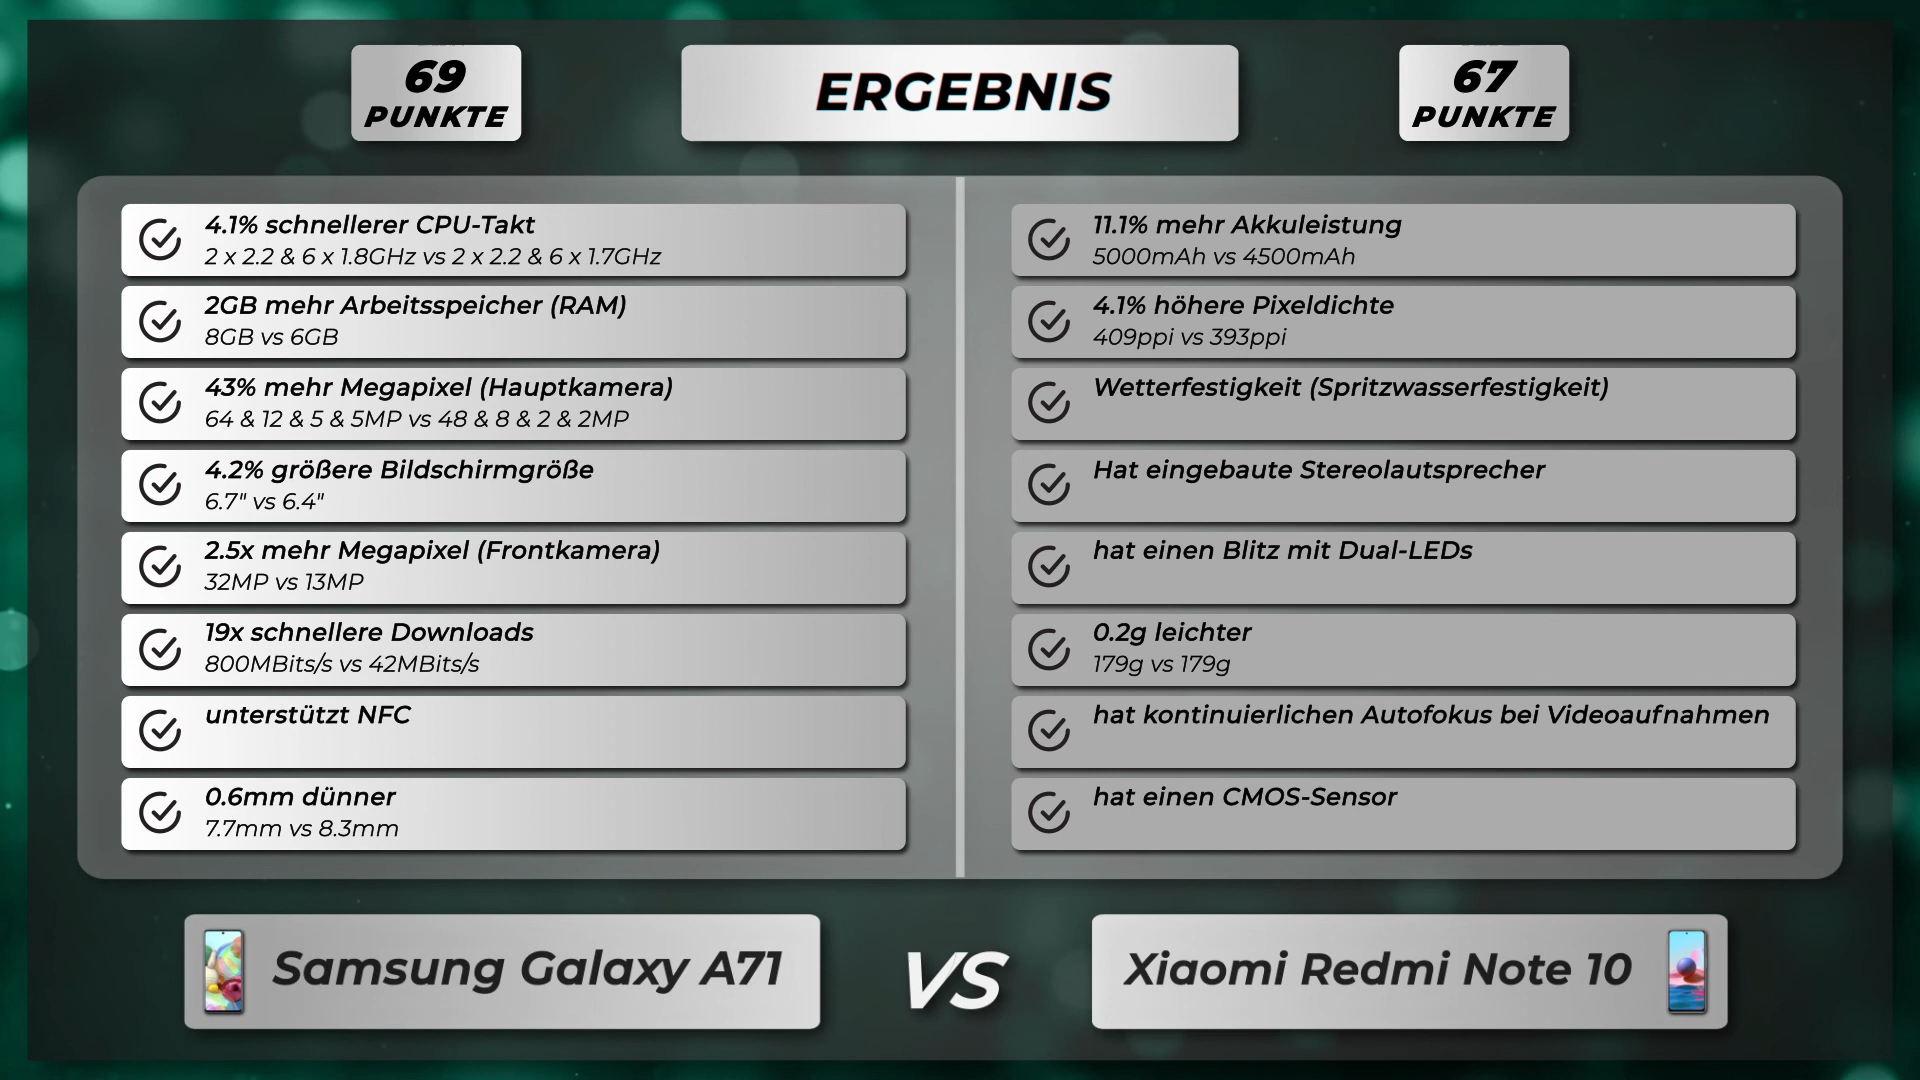 69
PUNKTE
ERGEBNIS
67
PUNKTE
4.1% schnellerer CPU-Takt
2 x 2.2 & 6 x 1.8GHz vs 2 x 2.2 & 6 x 1.7GHz
2GB mehr Arbeitsspeicher (RAM)
8GB vs 6GB
43% mehr Megapixel (Hauptkamera)
64 & 12 & 5 & 5MP vs 48 & 8 & 2 & 2MP
4.2% größere Bildschirmgröße
6.7" vs 6.4"
2.5x mehr Megapixel (Frontkamera)
32MP vs 13MP
19x schnellere Downloads
800MBits/s vs 42MBits/s
unterstützt NFC
0.6mm dünner
7.7mm vs 8.3mm
11.1% mehr Akkuleistung
5000mAh vs 4500mAh
4.1% höhere Pixeldichte
409ppi vs 393ppi
Wetterfestigkeit (Spritzwasserfestigkeit)
Hat eingebaute Stereolautsprecher
hat einen Blitz mit Dual-LEDs
0.2g leichter
179g vs 179g
hat kontinuierlichen Autofokus bei Videoaufnahmen
hat einen CMOS-Sensor
Samsung Galaxy A71
VS
Xiaomi Redmi Note 10